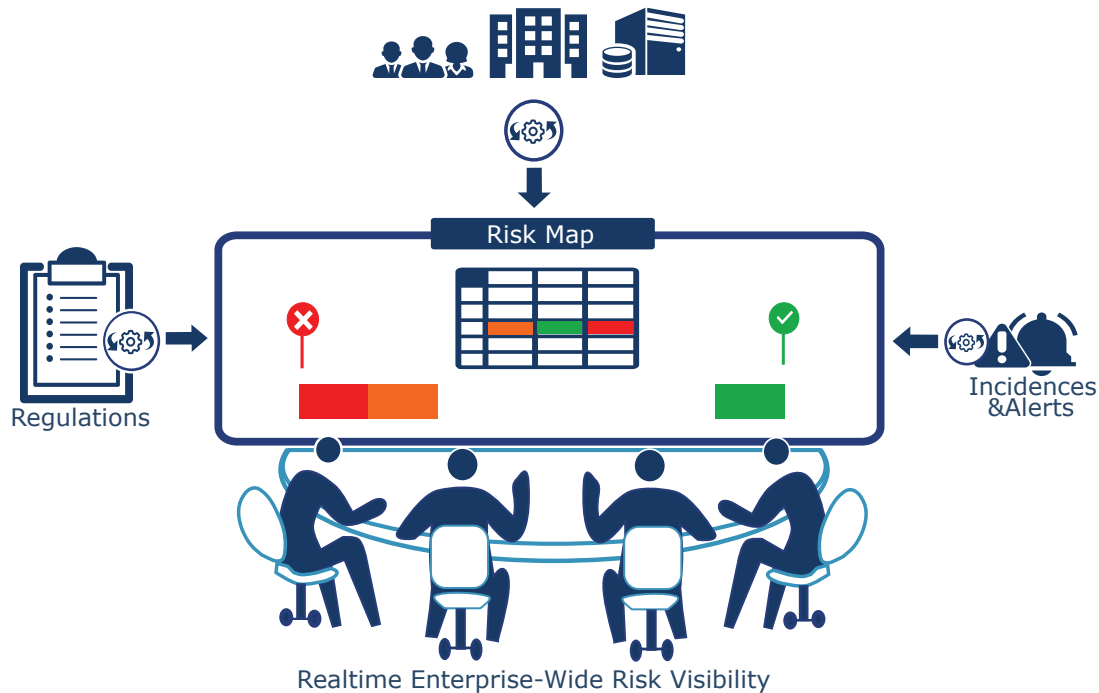 Risk Map
Regulations
Incidences
&Alerts
Realtime Enterprise-Wide Risk Visibility